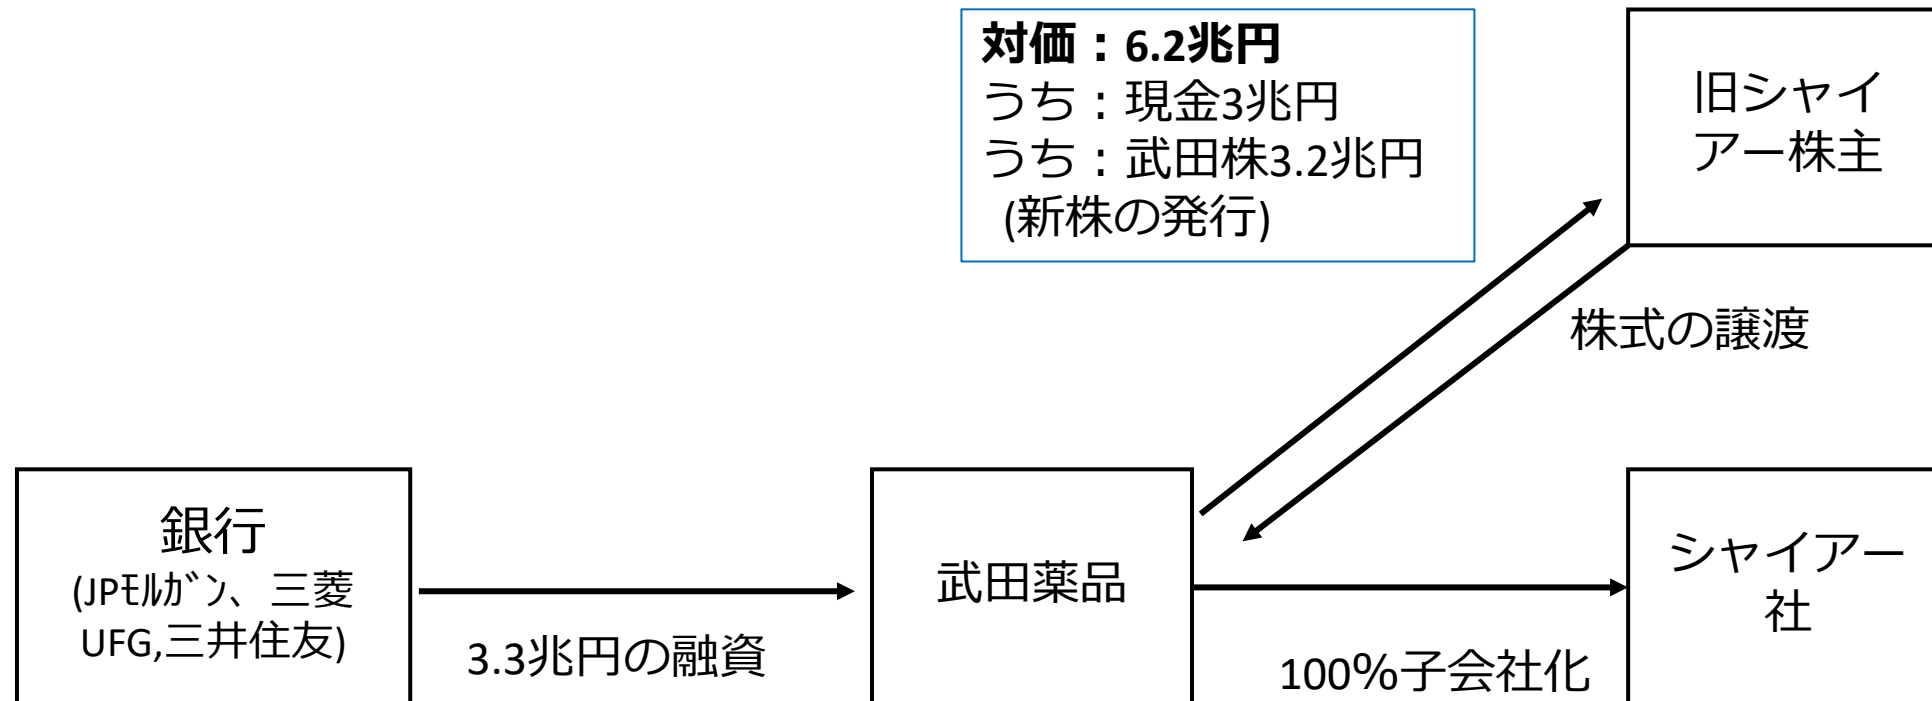 対価：6.2兆円
うち：現金3兆円
うち：武田株3.2兆円
(新株の発行)
旧シャイ
アー株主
株式の譲渡
銀行
(JPﾓﾙｶﾞﾝ、三菱
UFG,三井住友)
3.3兆円の融資
武田薬品
100%子会社化
シャイアー
社